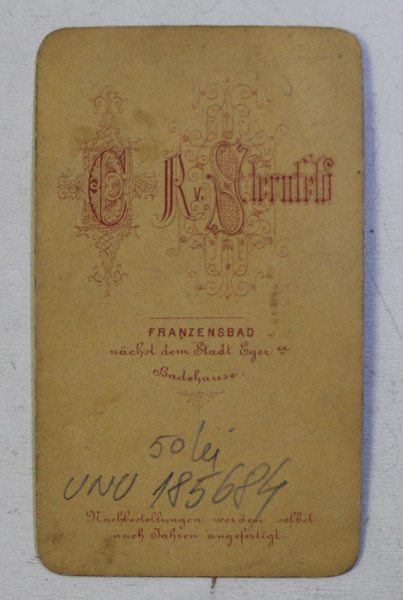 C R v. Sternfeld
FRANZENSBAD
nächst dem Stadt Eger er
Badehause.
50 lei
UNU 185684
Nachbestellungen werden selbst
nach Jahren angefertigt.